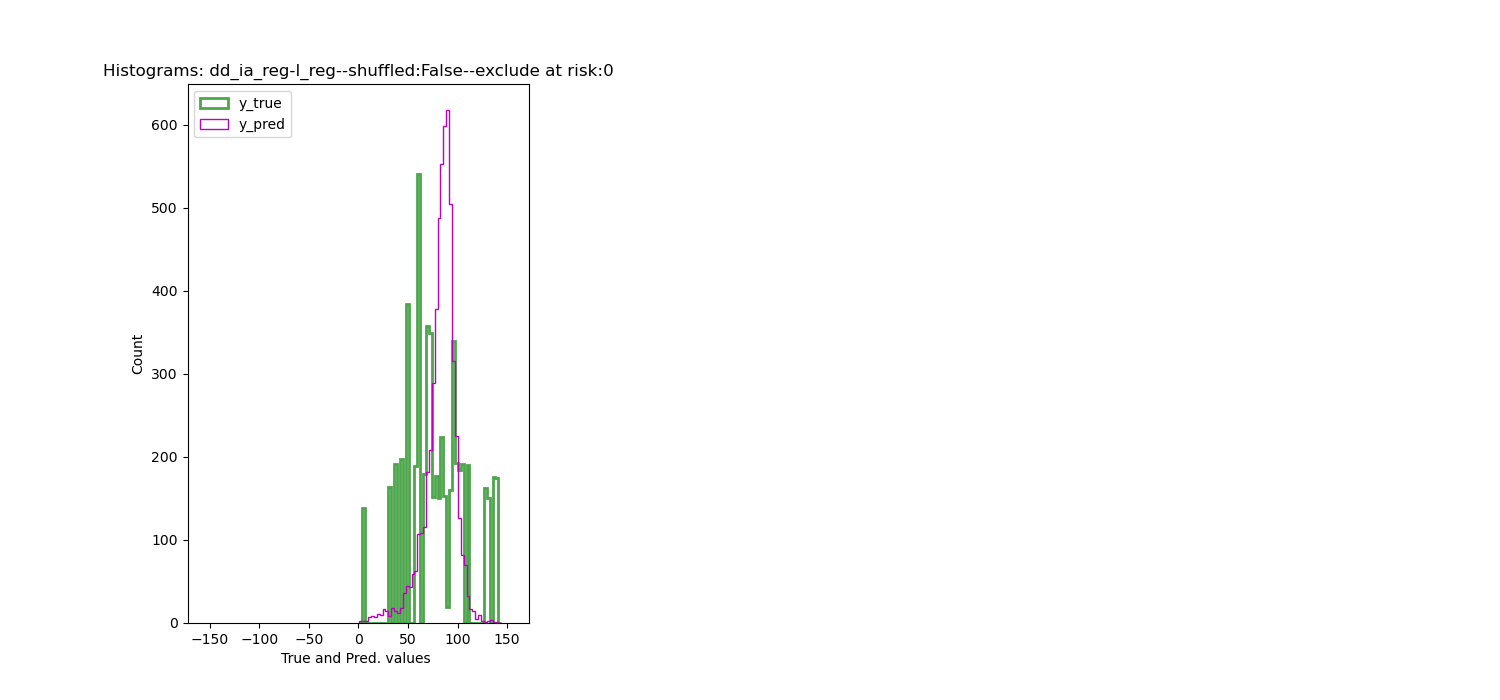 Histograms: dd_ia_reg-l_reg--shuffled:False--exclude at risk:0
y_true
y_pred
600
500
400
300
200
100
0
Count
−150 −100 −50 0 50 100 150
True and Pred. values